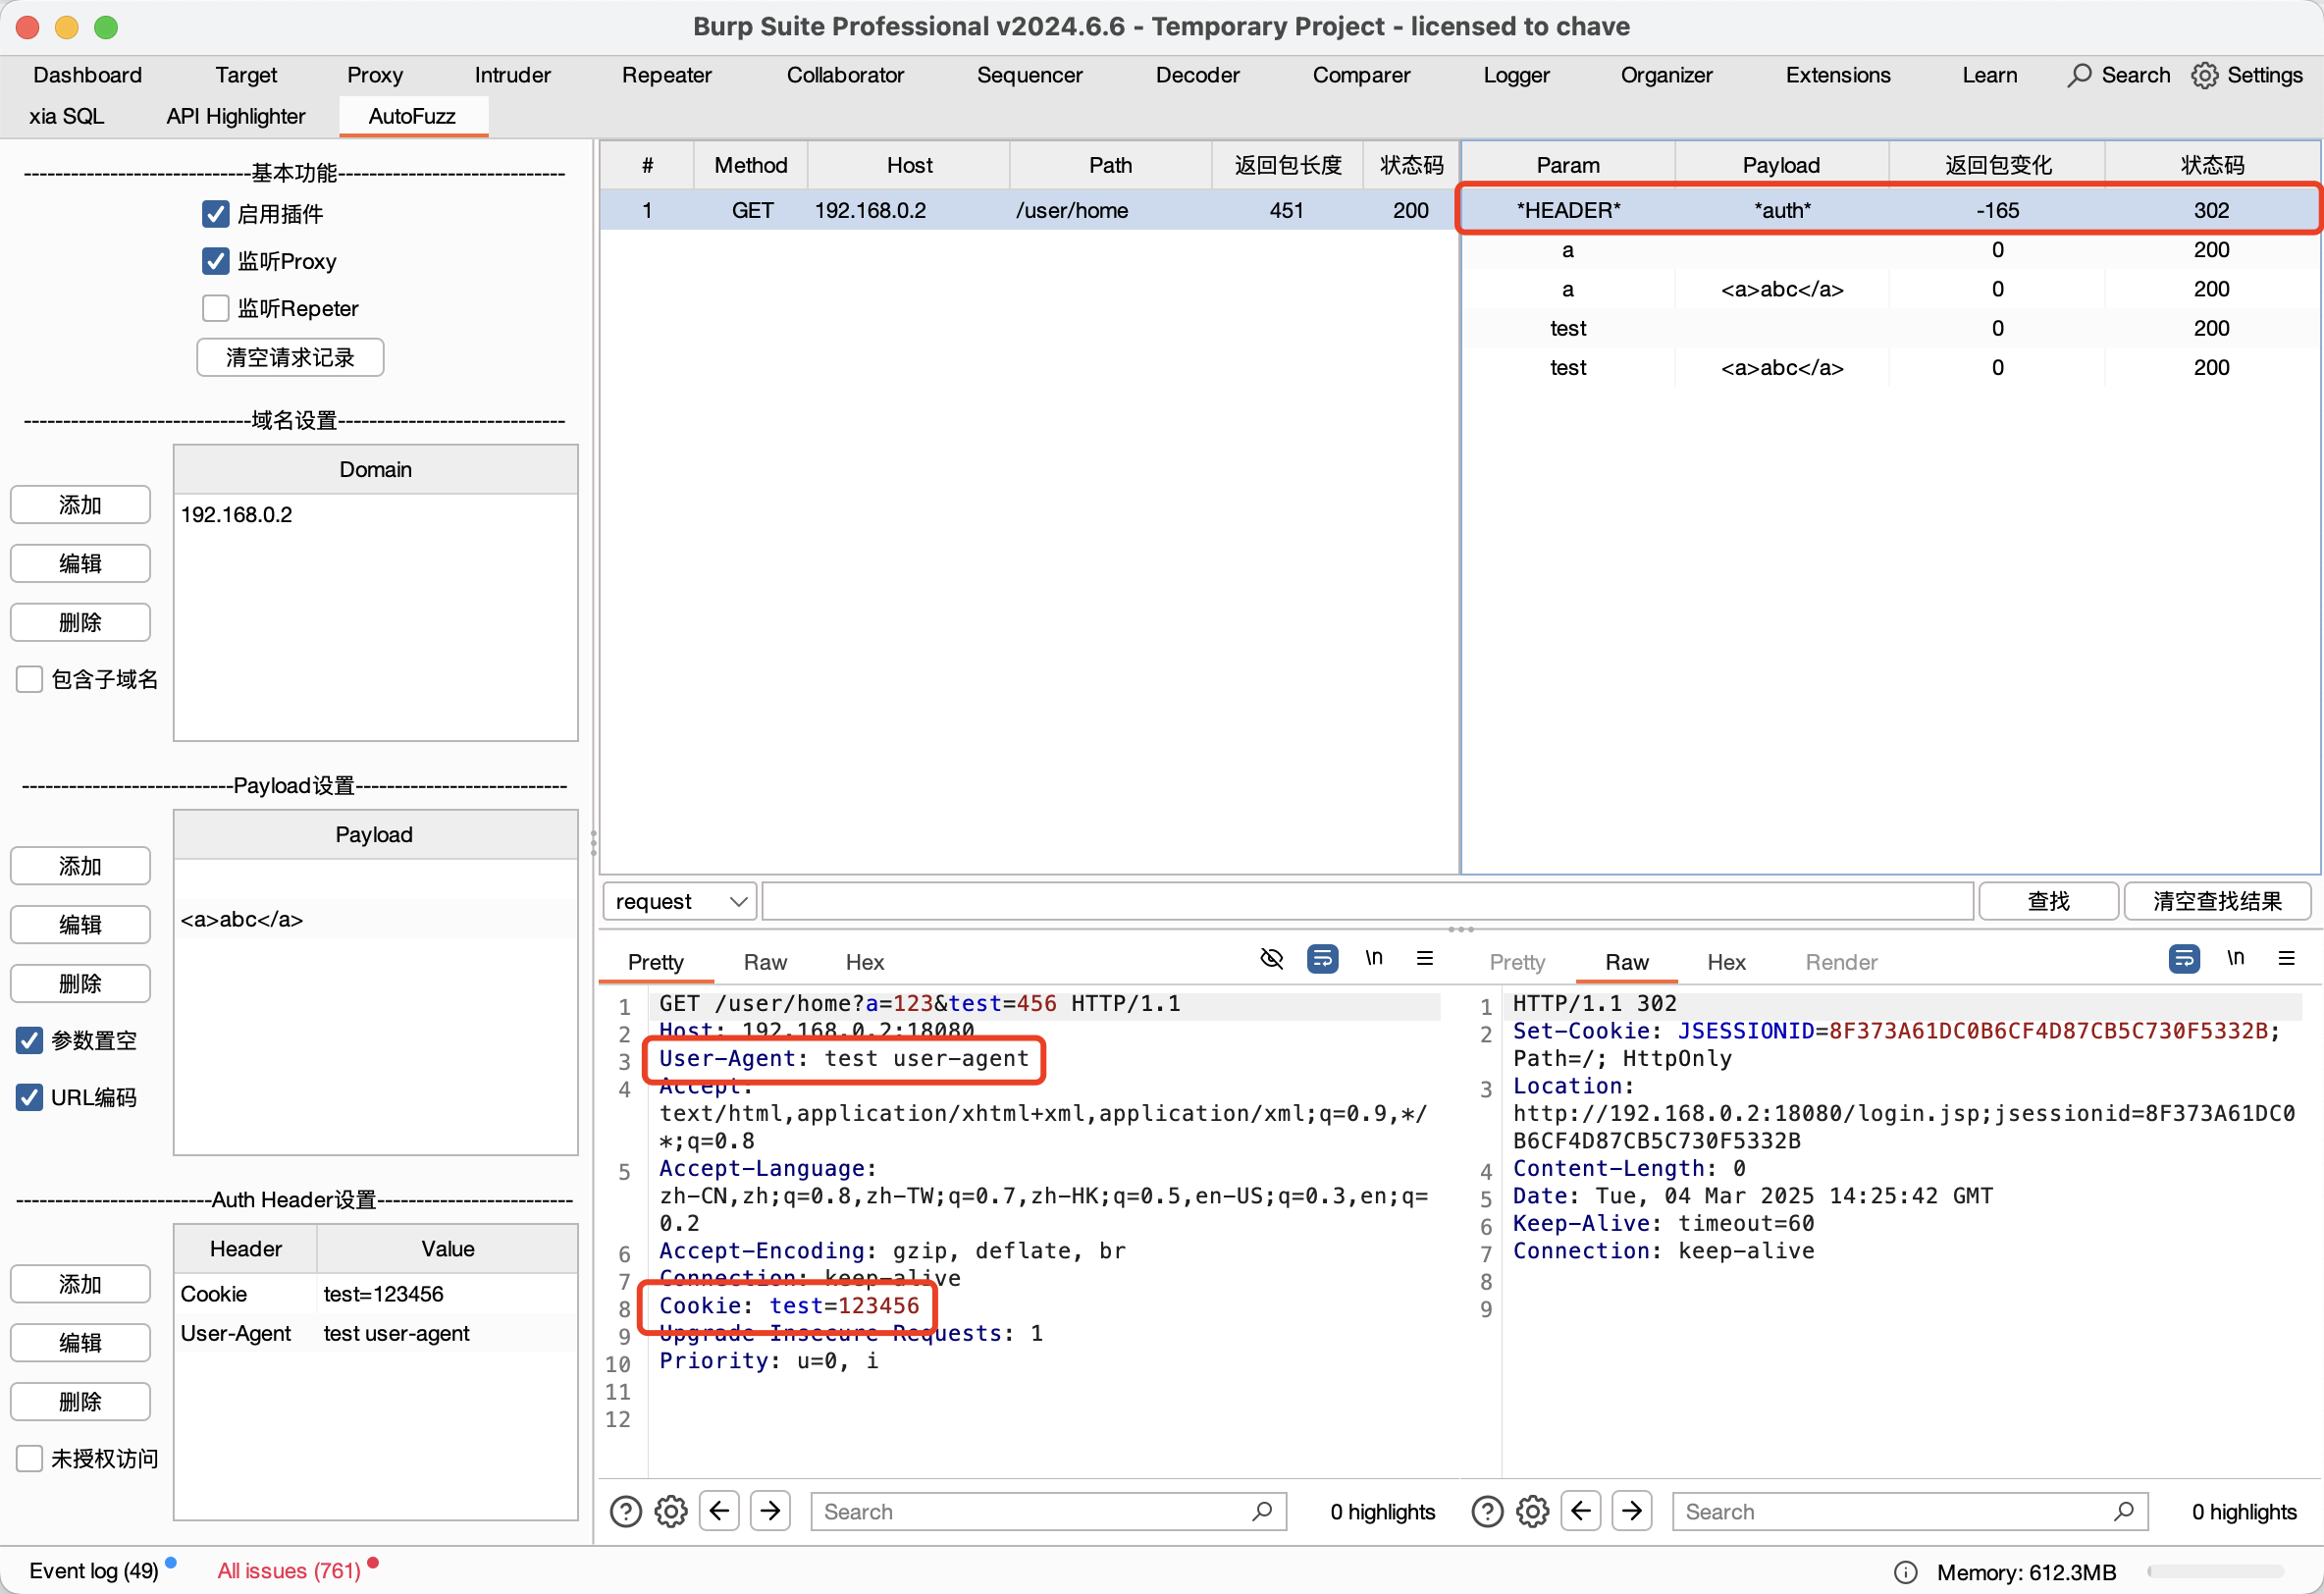 Burp Suite Professional v2024.6.6 - Temporary Project - licensed to chave
Dashboard Target Proxy Intruder Repeater Collaborator Sequencer Decoder Comparer Logger Organizer Extensions Learn Search Settings
xia SQL API Highlighter AutoFuzz
-----------------------------基本功能-----------------------------
启用插件
监听Proxy
监听Repeter
清空请求记录
-----------------------------域名设置-----------------------------
Domain
192.168.0.2
添加
编辑
删除
包含子域名
---------------------------Payload设置---------------------------
Payload
<a>abc</a>
添加
编辑
删除
参数置空
URL编码
-------------------------Auth Header设置-------------------------
Header Value
Cookie test=123456
User-Agent test user-agent
添加
编辑
删除
未授权访问
# Method Host Path 返回包长度 状态码
1 GET 192.168.0.2 /user/home 451 200
Param Payload 返回包变化 状态码
*HEADER* *auth* -165 302
a 0 200
a <a>abc</a> 0 200
test 0 200
test <a>abc</a> 0 200
request 查找 清空查找结果
Pretty Raw Hex \n
1 GET /user/home?a=123&test=456 HTTP/1.1
2 Host: 192.168.0.2:18080
3 User-Agent: test user-agent
4 Accept:
text/html,application/xhtml+xml,application/xml;q=0.9,*/
*;q=0.8
5 Accept-Language:
zh-CN,zh;q=0.8,zh-TW;q=0.7,zh-HK;q=0.5,en-US;q=0.3,en;q=
0.2
6 Accept-Encoding: gzip, deflate, br
7 Connection: keep-alive
8 Cookie: test=123456
9 Upgrade-Insecure-Requests: 1
10 Priority: u=0, i
11
12
Search 0 highlights
Pretty Raw Hex Render \n
1 HTTP/1.1 302
2 Set-Cookie: JSESSIONID=8F373A61DC0B6CF4D87CB5C730F5332B;
Path=/; HttpOnly
3 Location:
http://192.168.0.2:18080/login.jsp;jsessionid=8F373A61DC0
B6CF4D87CB5C730F5332B
4 Content-Length: 0
5 Date: Tue, 04 Mar 2025 14:25:42 GMT
6 Keep-Alive: timeout=60
7 Connection: keep-alive
8
9
Search 0 highlights
Event log (49) All issues (761) Memory: 612.3MB